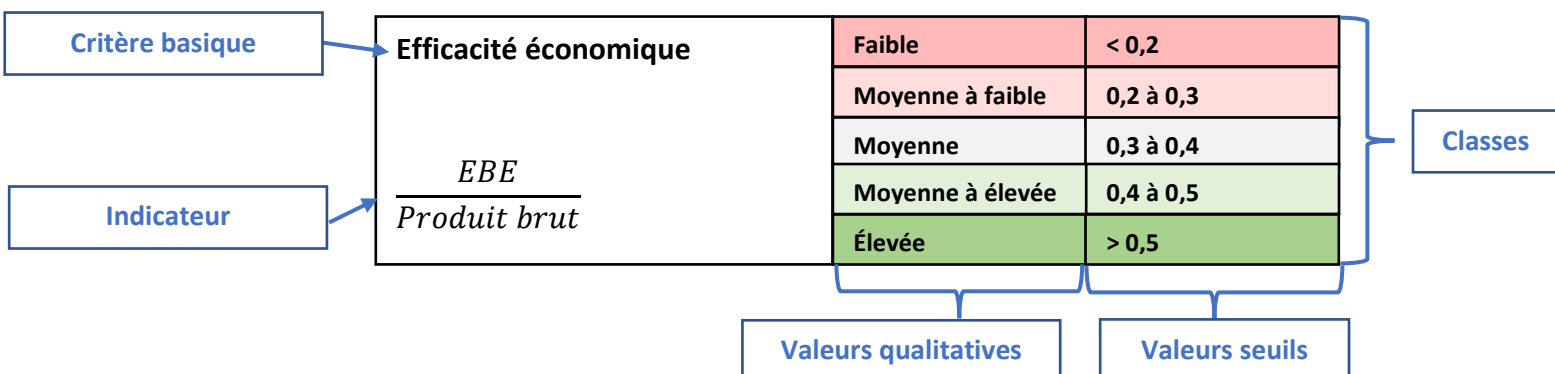 Critère basique
Efficacité économique
Faible
< 0,2
Moyenne à faible
0,2 à 0,3
Moyenne
0,3 à 0,4
Classes
Moyenne à élevée
0,4 à 0,5
Indicateur
EBE
Produit brut
Élevée
> 0,5
Valeurs qualitatives
Valeurs seuils